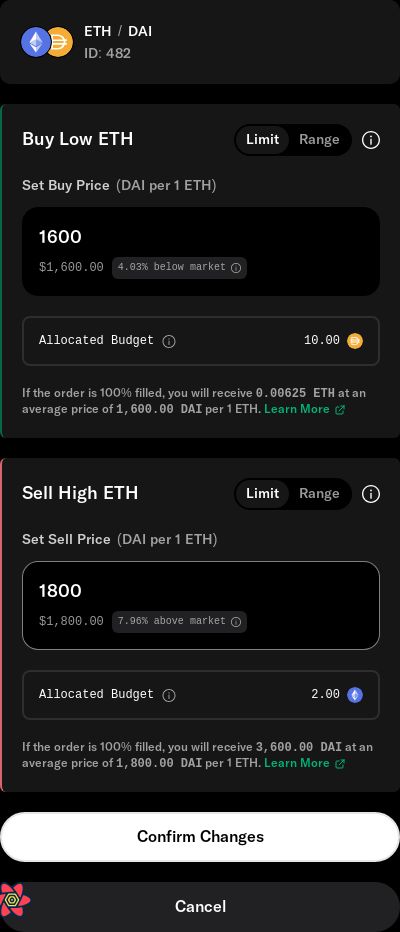 ETH / DAI
ID: 482
Buy Low ETH
Limit Range
Set Buy Price (DAI per 1 ETH)
1600
$1,600.00 4.03% below market
Allocated Budget 10.00
If the order is 100% filled, you will receive 0.00625 ETH at an
average price of 1,600.00 DAI per 1 ETH. Learn More
Sell High ETH
Limit Range
Set Sell Price (DAI per 1 ETH)
1800
$1,800.00 7.96% above market
Allocated Budget 2.00
If the order is 100% filled, you will receive 3,600.00 DAI at an
average price of 1,800.00 DAI per 1 ETH. Learn More
Confirm Changes
Cancel